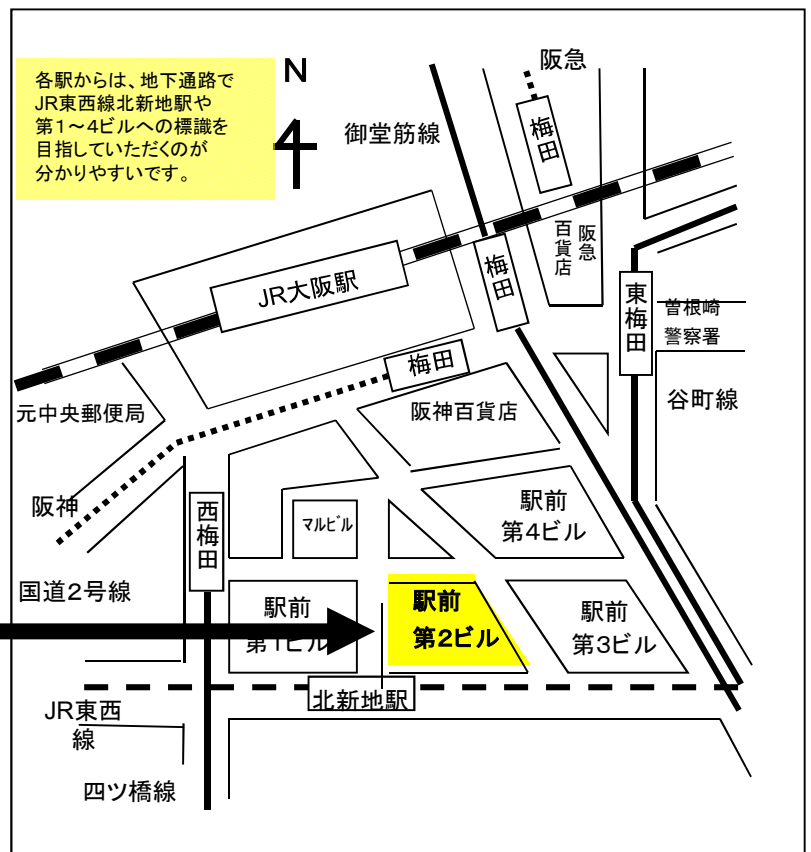 各駅からは、地下通路で
JR東西線北新地駅や
第1～4ビルへの標識を
目指していただくのが
分かりやすいです。
N
阪急
御堂筋線
梅田
阪急
百貨店
梅田
JR大阪駅
東梅田
曽根崎
警察署
梅田
谷町線
元中央郵便局
阪神百貨店
阪神
西梅田
マルビル
駅前
第4ビル
国道2号線
駅前
第1ビル
駅前
第2ビル
駅前
第3ビル
北新地駅
JR東西
線
四ツ橋線